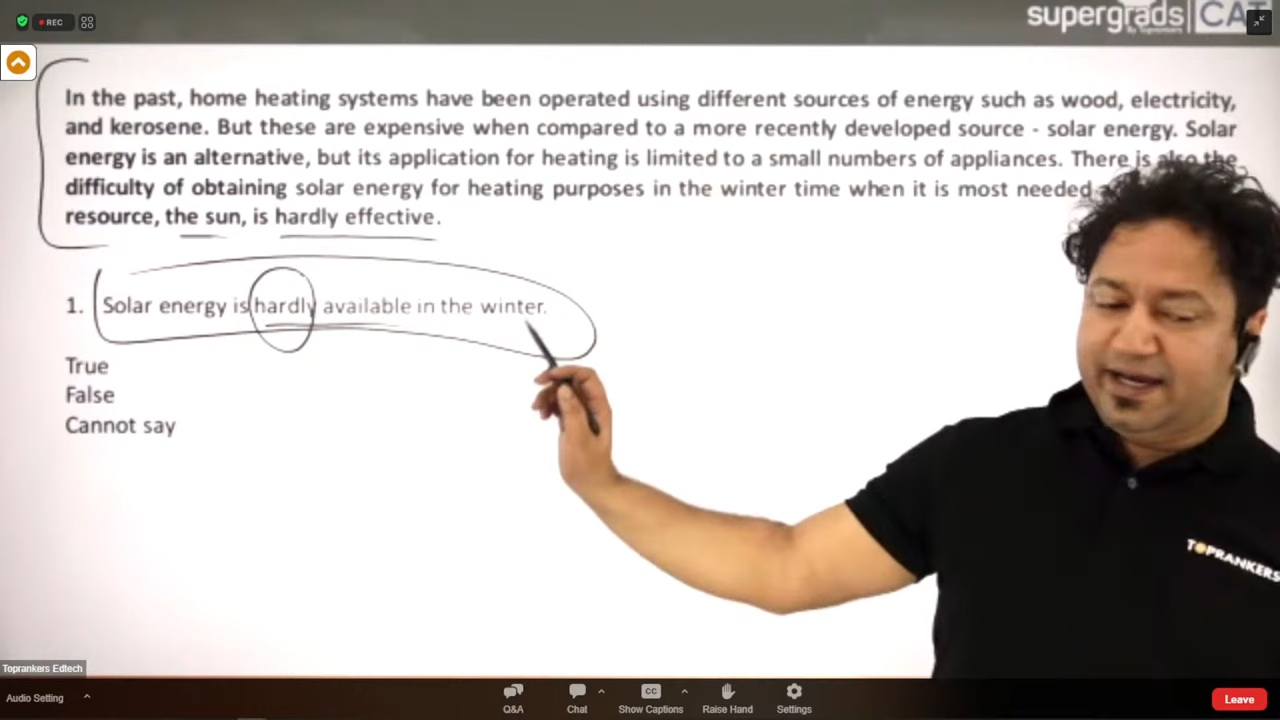 REC
supergrads CAT
By Toprankers
In the past, home heating systems have been operated using different sources of energy such as wood, electricity,
and kerosene. But these are expensive when compared to a more recently developed source - solar energy. Solar
energy is an alternative, but its application for heating is limited to a small numbers of appliances. There is also the
difficulty of obtaining solar energy for heating purposes in the winter time when it is most needed
resource, the sun, is hardly effective.
1. Solar energy is hardly available in the winter.
True
False
Cannot say
TOPRANKERS
Toprankers Edtech
Audio Setting
Q&A
Chat
CC
Show Captions
Raise Hand
Settings
Leave